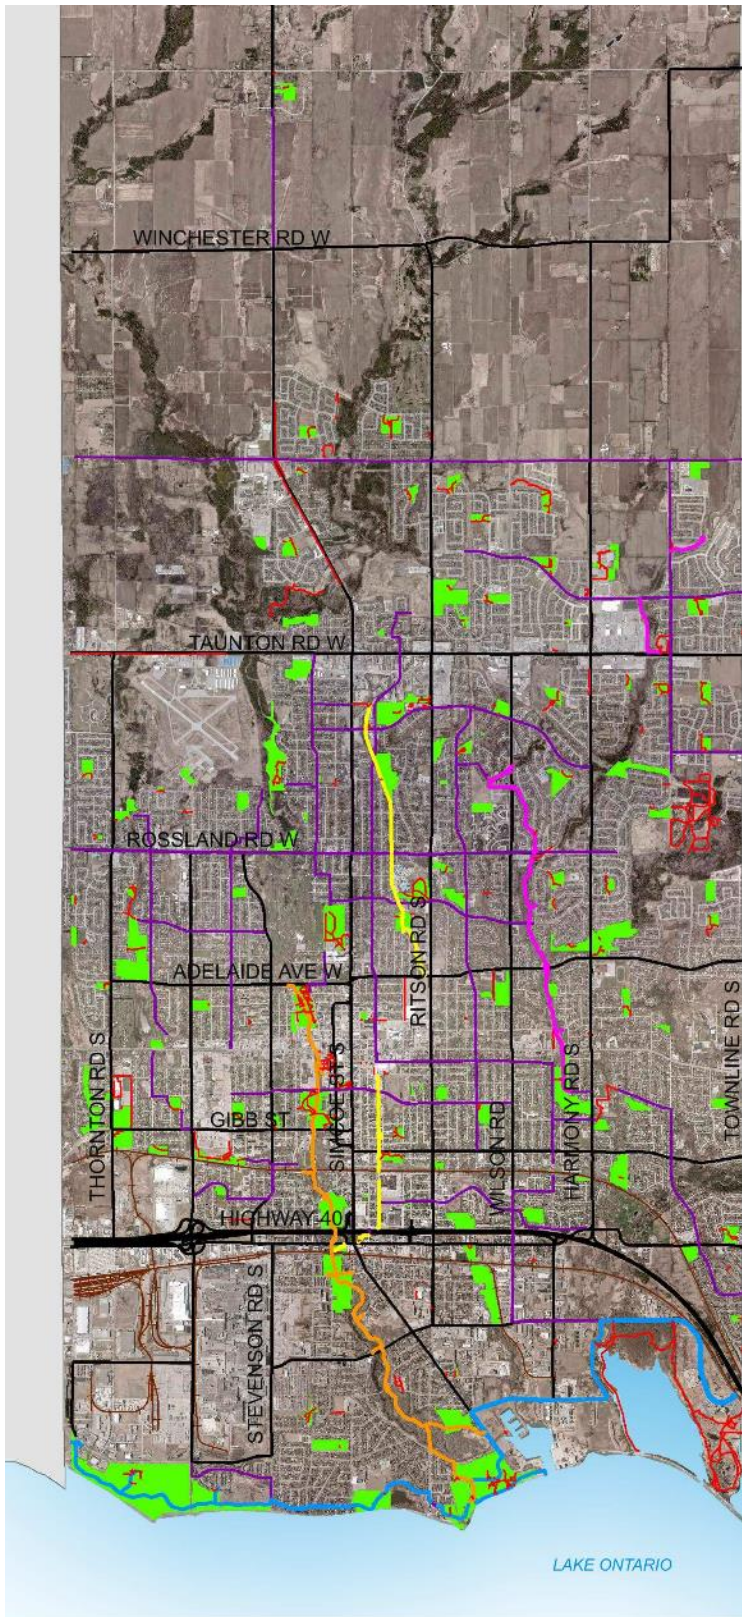 WINCHESTER RD W
TAUNTON RD W
ROSSLAND RD W
RITSON RD S
ADELAIDE AVE W
THORNTON RD S
SIMCOE ST S
TOWNLINE RD S
GIBB ST
WILSON RD
HARMONY RD S
HIGHWAY 40
STEVENSON RD S
LAKE ONTARIO